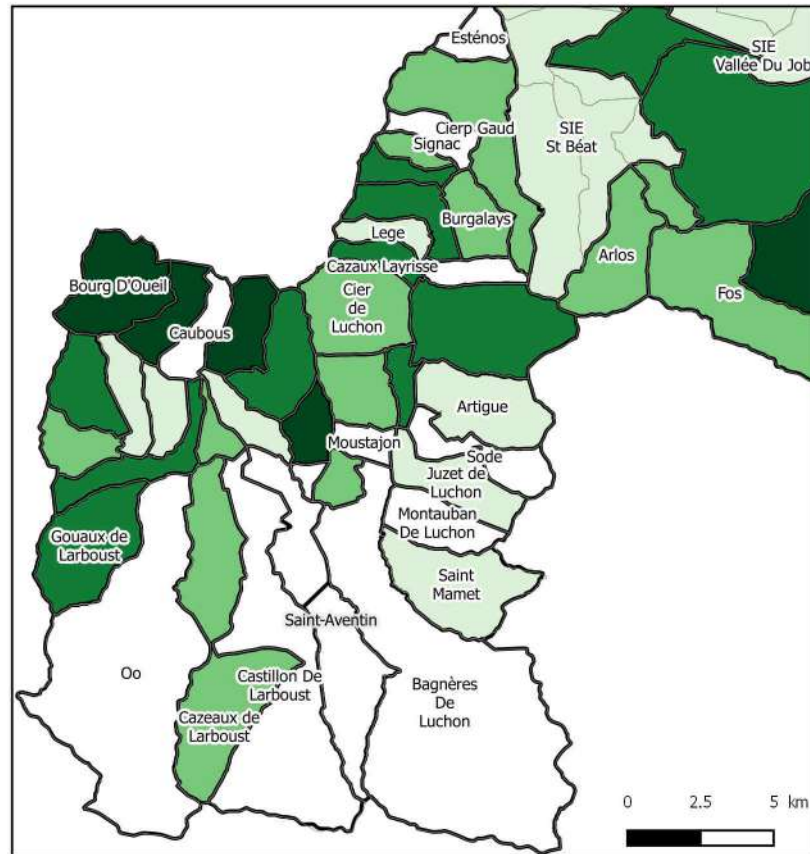 Esténos
SIE
Vallée Du Job
Cierp Gaud
Signac
SIE
St Béat
Burgalays
Lege
Cazaux Layrisse
Arlos
Bourg D'Oueil
Cier
de
Luchon
Fos
Caubous
Artigue
Moustajon
Sode
Juzet de
Luchon
Montauban
De Luchon
Gouaux de
Larboust
Saint
Mamet
Saint-Aventin
Oo
Castillon De
Larboust
Bagnères
De
Luchon
Cazeaux de
Larboust
0 2.5 5 km